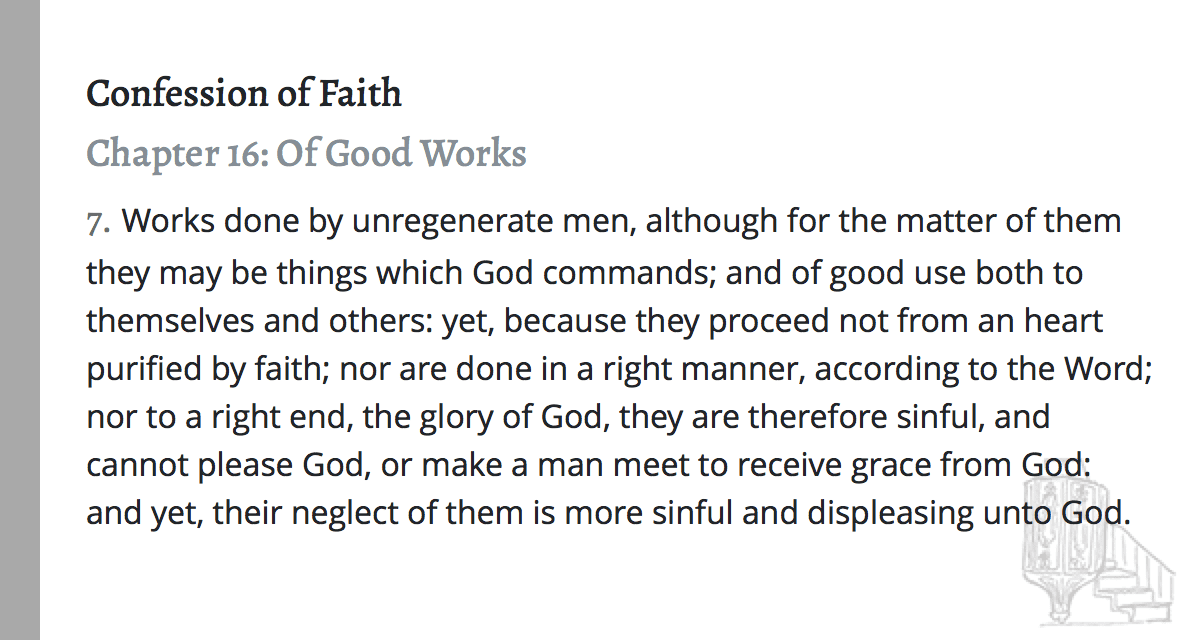 Confession of Faith
Chapter 16: Of Good Works
7. Works done by unregenerate men, although for the matter of them
they may be things which God commands; and of good use both to
themselves and others: yet, because they proceed not from an heart
purified by faith; nor are done in a right manner, according to the Word;
nor to a right end, the glory of God, they are therefore sinful, and
cannot please God, or make a man meet to receive grace from God:
and yet, their neglect of them is more sinful and displeasing unto God.